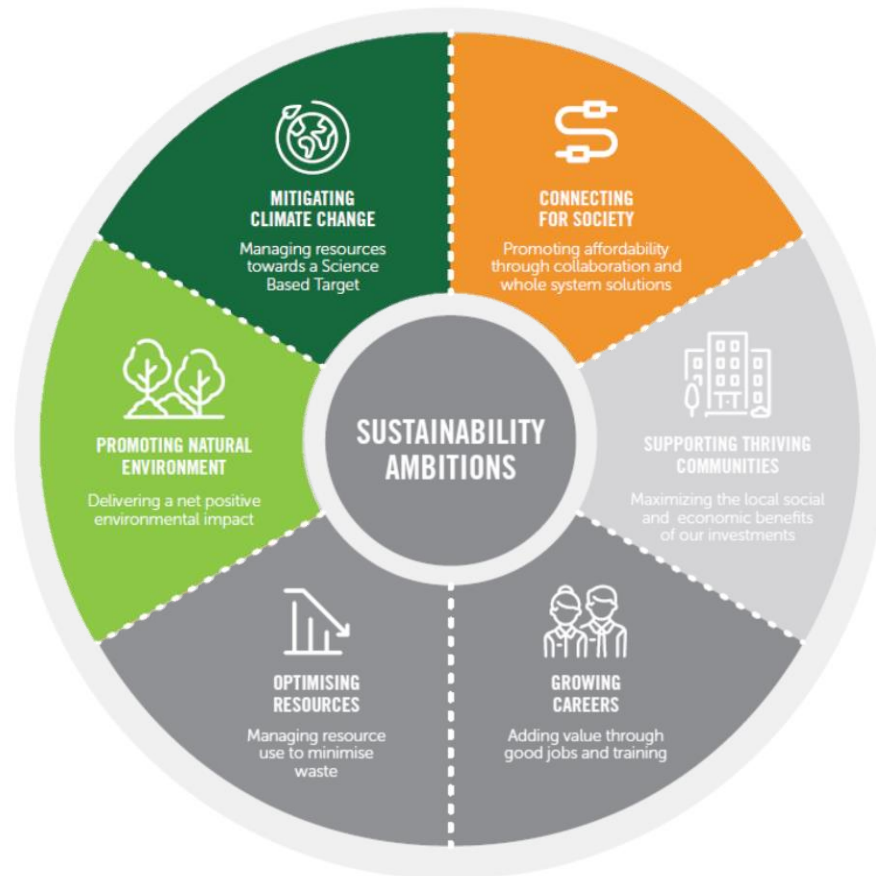 MITIGATING
CLIMATE CHANGE
Managing resources
towards a Science
Based Target
CONNECTING
FOR SOCIETY
Promoting affordability
through collaboration and
whole system solutions
PROMOTING NATURAL
ENVIRONMENT
Delivering a net positive
environmental impact
SUSTAINABILITY
AMBITIONS
SUPPORTING THRIVING
COMMUNITIES
Maximizing the local social
and economic benefits
of our investments
OPTIMISING
RESOURCES
Managing resource
use to minimise
waste
GROWING
CAREERS
Adding value through
good jobs and training